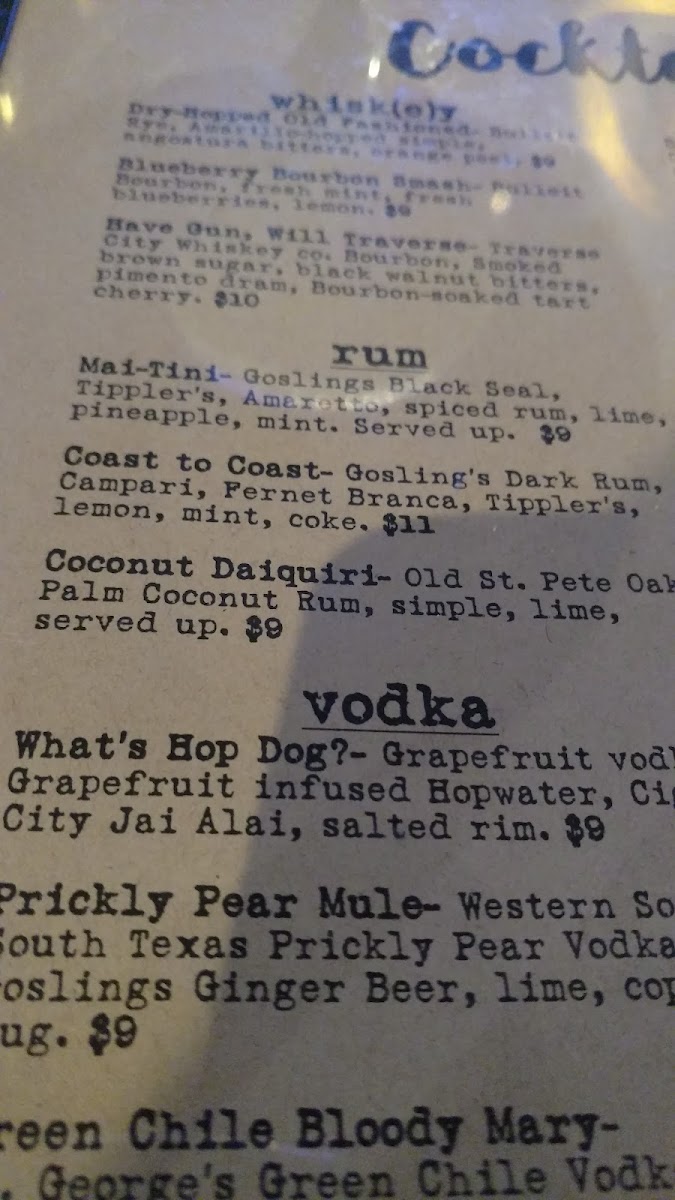 Cockt
whisk(e)y
Dry-Hopped Old Fashioned- Bulleit
Rye, Amarillo-hopped simple,
angostura bitters, orange peel, $9
Blueberry Bourbon Smash- Bulleit
Bourbon, fresh mint, fresh
blueberries, lemon. $9
Have Gun, Will Traverse- Traverse
City Whiskey co. Bourbon, Smoked
brown sugar, black walnut bitters,
pimento dram, Bourbon-soaked tart
cherry. $10
rum
Mai-Tini- Goslings Black Seal,
Tippler's, Amaretto, spiced rum, lime,
pineapple, mint. Served up. $9
Coast to Coast- Gosling's Dark Rum,
Campari, Fernet Branca, Tippler's,
lemon, mint, coke. $11
Coconut Daiquiri- Old St. Pete Oak
Palm Coconut Rum, simple, lime,
served up. $9
vodka
What's Hop Dog?- Grapefruit vod
Grapefruit infused Hopwater, Ci
City Jai Alai, salted rim. $9
Prickly Pear Mule- Western So
South Texas Prickly Pear Vodka
oslings Ginger Beer, lime, cop
ug. $9
reen Chile Bloody Mary-
. George's Green Chile Vodk